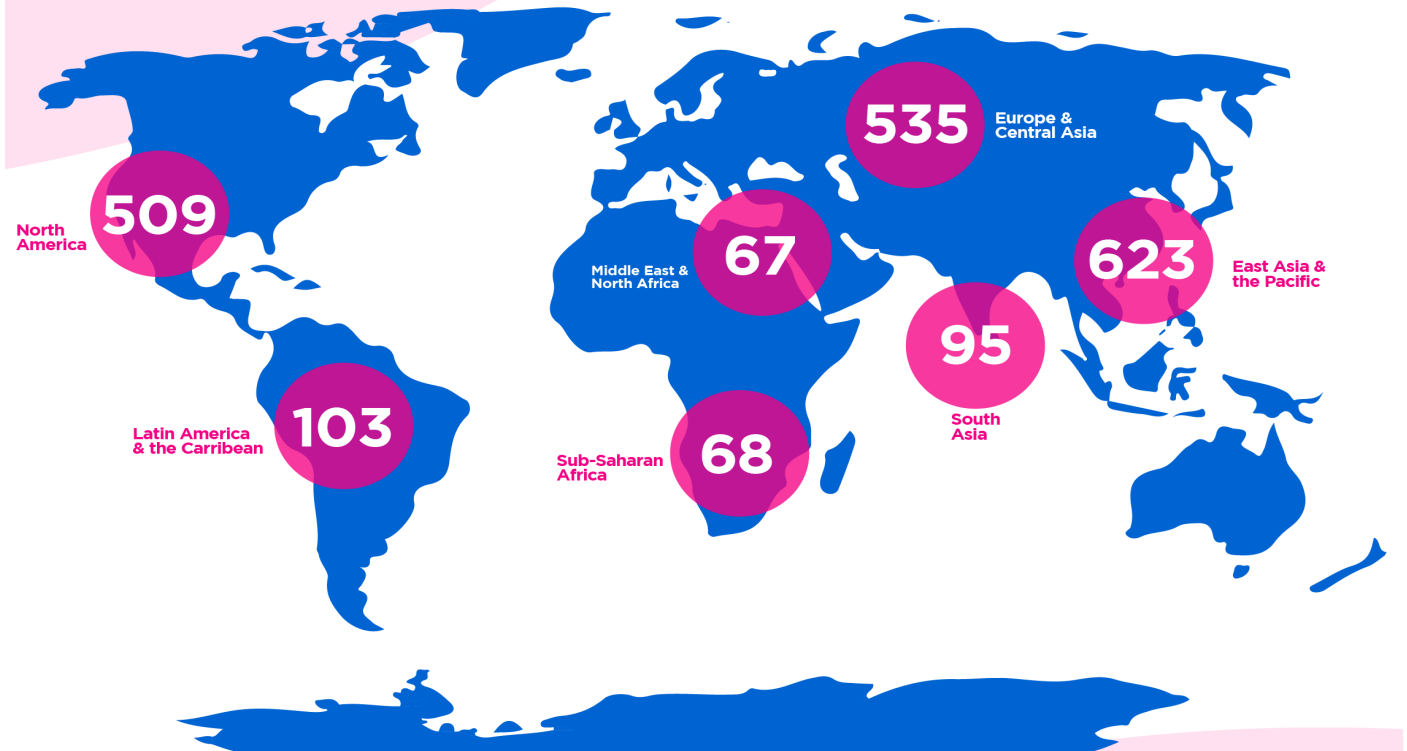 535
Europe &
Central Asia
509
North
America
67
Middle East &
North Africa
623
East Asia &
the Pacific
95
South
Asia
103
Latin America
& the Carribean
68
Sub-Saharan
Africa